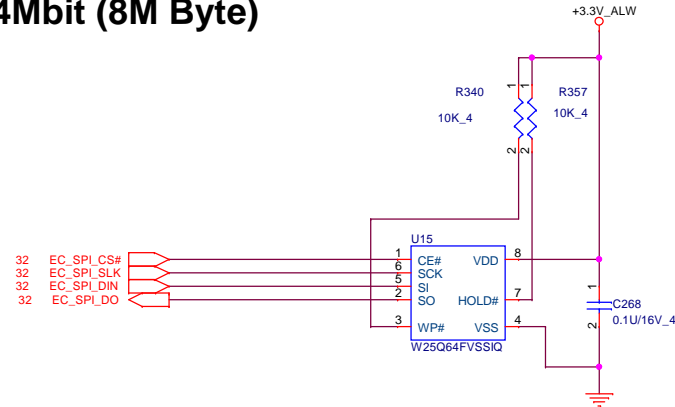 4Mbit (8M Byte)
+3.3V_ALW
R340
R357
10K_4
10K_4
1
1
2
2
U15
32 EC_SPI_CS#
32 EC_SPI_SLK
32 EC_SPI_DIN
32 EC_SPI_DO
1 CE# VDD 8
6 SCK
5 SI
2 SO HOLD# 7
3 WP# VSS 4
W25Q64FVSSIQ
1
C268
0.1U/16V_4
2